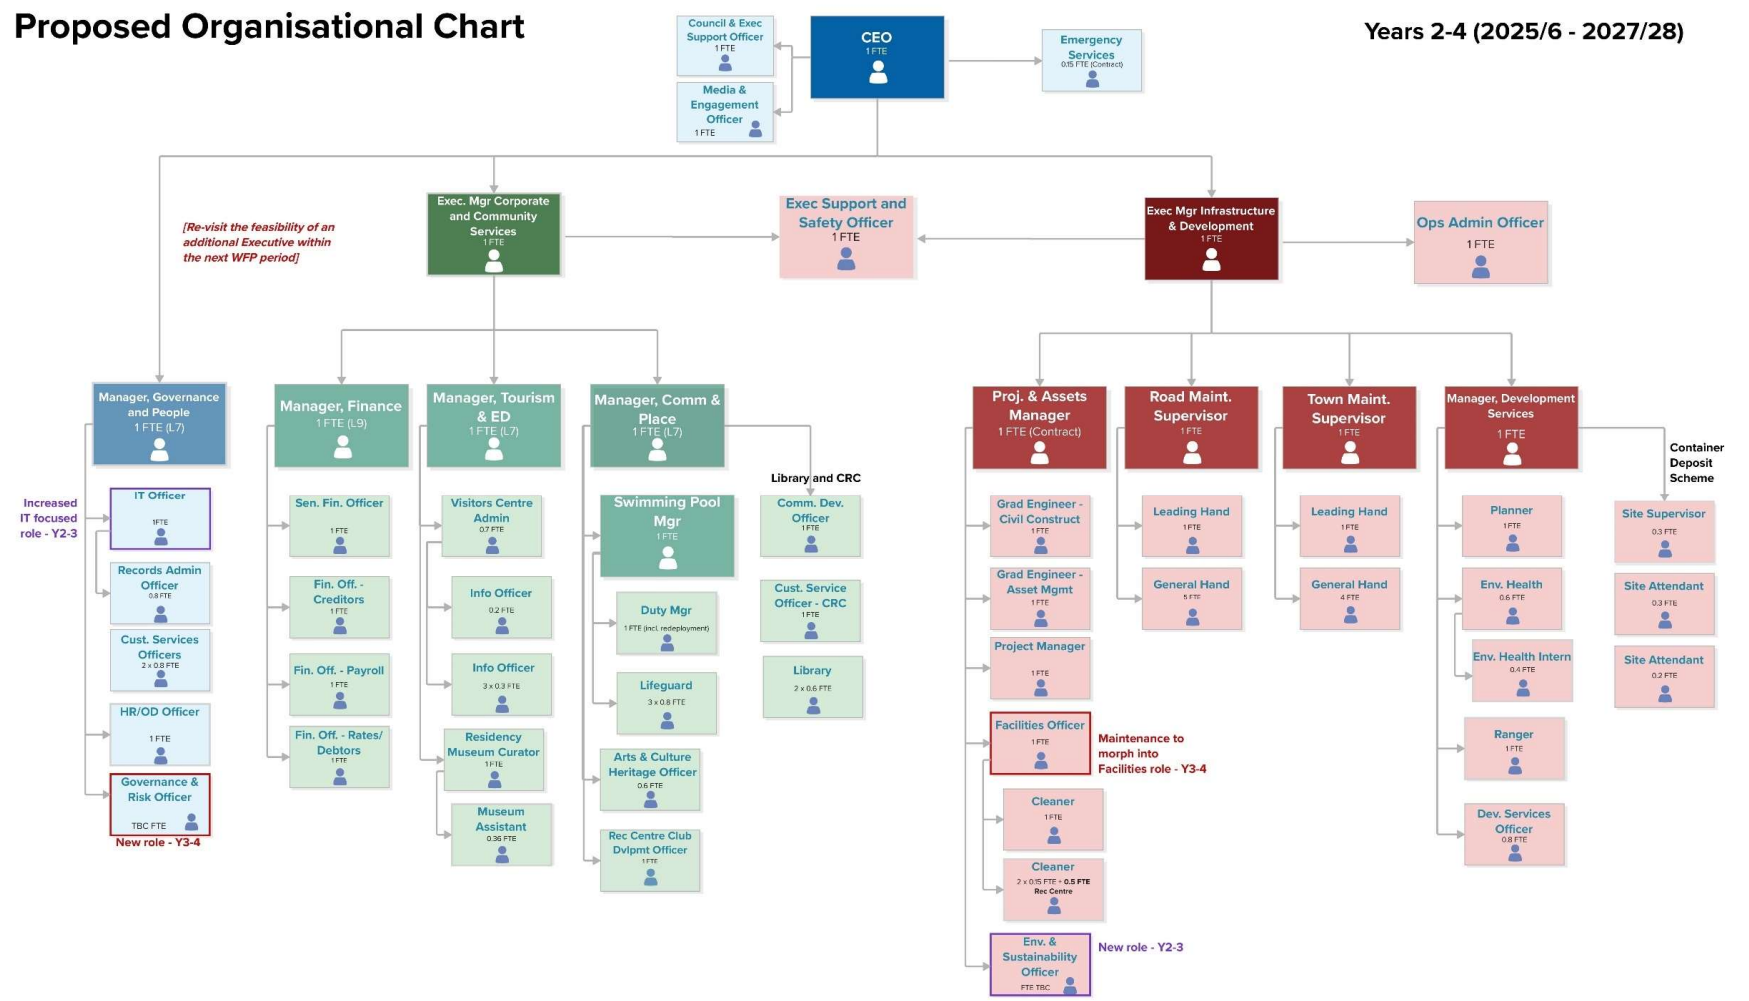 Proposed Organisational Chart
Years 2-4 (2025/6 - 2027/28)
Council & Exec
Support Officer
1 FTE
Media &
Engagement
Officer
1 FTE
CEO
1 FTE
Emergency
Services
0.15 FTE (Contract)
[Re-visit the feasibility of an
additional Executive within
the next WFP period]
Exec. Mgr Corporate
and Community
Services
1 FTE
Exec Support and
Safety Officer
1 FTE
Exec Mgr Infrastructure
& Development
1 FTE
Ops Admin Officer
1 FTE
Manager, Governance
and People
1 FTE (L7)
Increased
IT focused
role - Y2-3
IT Officer
1FTE
Records Admin
Officer
0.8 FTE
Cust. Services
Officers
2 x 0.8 FTE
HR/OD Officer
1 FTE
Governance &
Risk Officer
TBC FTE
New role - Y3-4
Manager, Finance
1 FTE (L9)
Sen. Fin. Officer
1 FTE
Fin. Off. -
Creditors
1 FTE
Fin. Off. - Payroll
1 FTE
Fin. Off. - Rates/
Debtors
1 FTE
Manager, Tourism
& ED
1 FTE (L7)
Visitors Centre
Admin
0.7 FTE
Info Officer
0.2 FTE
Info Officer
3 x 0.3 FTE
Residency
Museum Curator
1 FTE
Museum
Assistant
0.36 FTE
Manager, Comm &
Place
1 FTE (L7)
Swimming Pool
Mgr
1 FTE
Duty Mgr
1 FTE (incl. redeployment)
Lifeguard
3 x 0.8 FTE
Arts & Culture
Heritage Officer
0.6 FTE
Rec Centre Club
Dvlpmt Officer
1 FTE
Library and CRC
Comm. Dev.
Officer
1 FTE
Cust. Service
Officer - CRC
1 FTE
Library
2 x 0.6 FTE
Proj. & Assets
Manager
1 FTE (Contract)
Grad Engineer -
Civil Construct
1 FTE
Grad Engineer -
Asset Mgmt
1 FTE
Project Manager
1 FTE
Facilities Officer
1 FTE
Maintenance to
morph into
Facilities role - Y3-4
Cleaner
1 FTE
Cleaner
2 x 0.15 FTE + 0.5 FTE
Rec Centre
Env. &
Sustainability
Officer
FTE TBC
New role - Y2-3
Road Maint.
Supervisor
1 FTE
Leading Hand
1 FTE
General Hand
5 FTE
Town Maint.
Supervisor
1 FTE
Leading Hand
1 FTE
General Hand
4 FTE
Manager, Development
Services
1 FTE
Planner
1 FTE
Env. Health
0.6 FTE
Env. Health Intern
0.4 FTE
Ranger
1 FTE
Dev. Services
Officer
0.8 FTE
Container
Deposit
Scheme
Site Supervisor
0.3 FTE
Site Attendant
0.3 FTE
Site Attendant
0.2 FTE